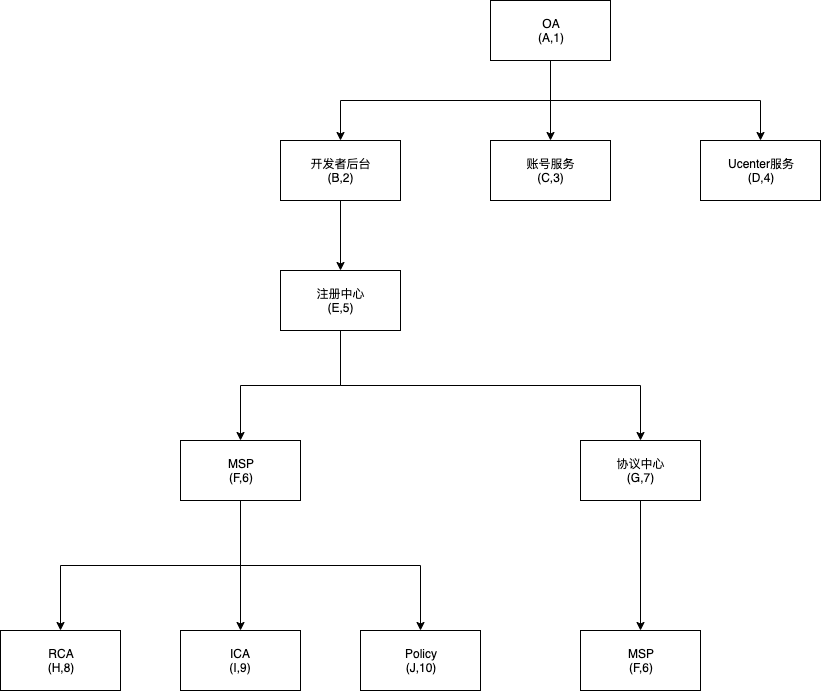 OA
(A,1)
开发者后台
(B,2)
账号服务
(C,3)
Ucenter服务
(D,4)
注册中心
(E,5)
MSP
(F,6)
协议中心
(G,7)
RCA
(H,8)
ICA
(I,9)
Policy
(J,10)
MSP
(F,6)